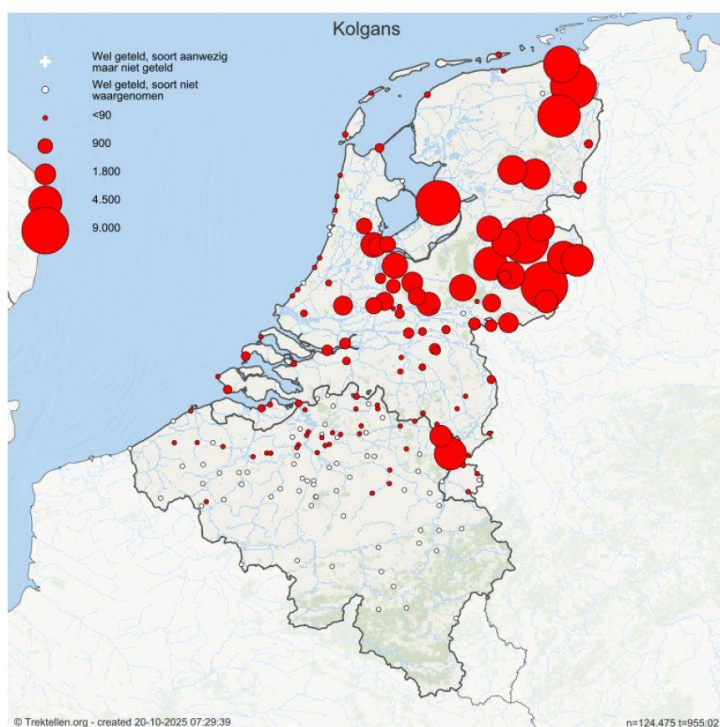 Kolgans
Wel geteld, soort aanwezig
maar niet geteld
Wel geteld, soort niet
waargenomen
<90
900
1.800
4.500
9.000
© Trektellen.org - created 20-10-2025 07:29:39
n=124.475 t=955:02